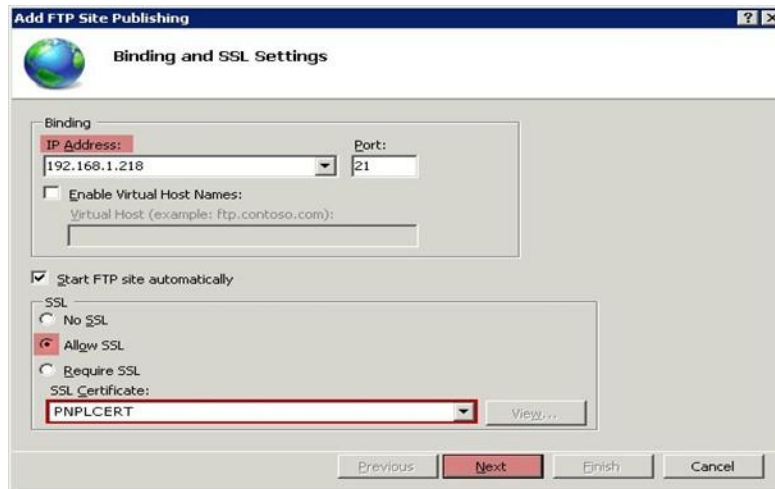 Add FTP Site Publishing
Binding and SSL Settings
Binding
IP Address:
Port:
192.168.1.218
21
Enable Virtual Host Names:
Virtual Host (example: ftp.contoso.com):
Start FTP site automatically
SSL
No SSL
Allow SSL
Require SSL
SSL Certificate:
PNPLCERT
View...
Previous
Next
Finish
Cancel